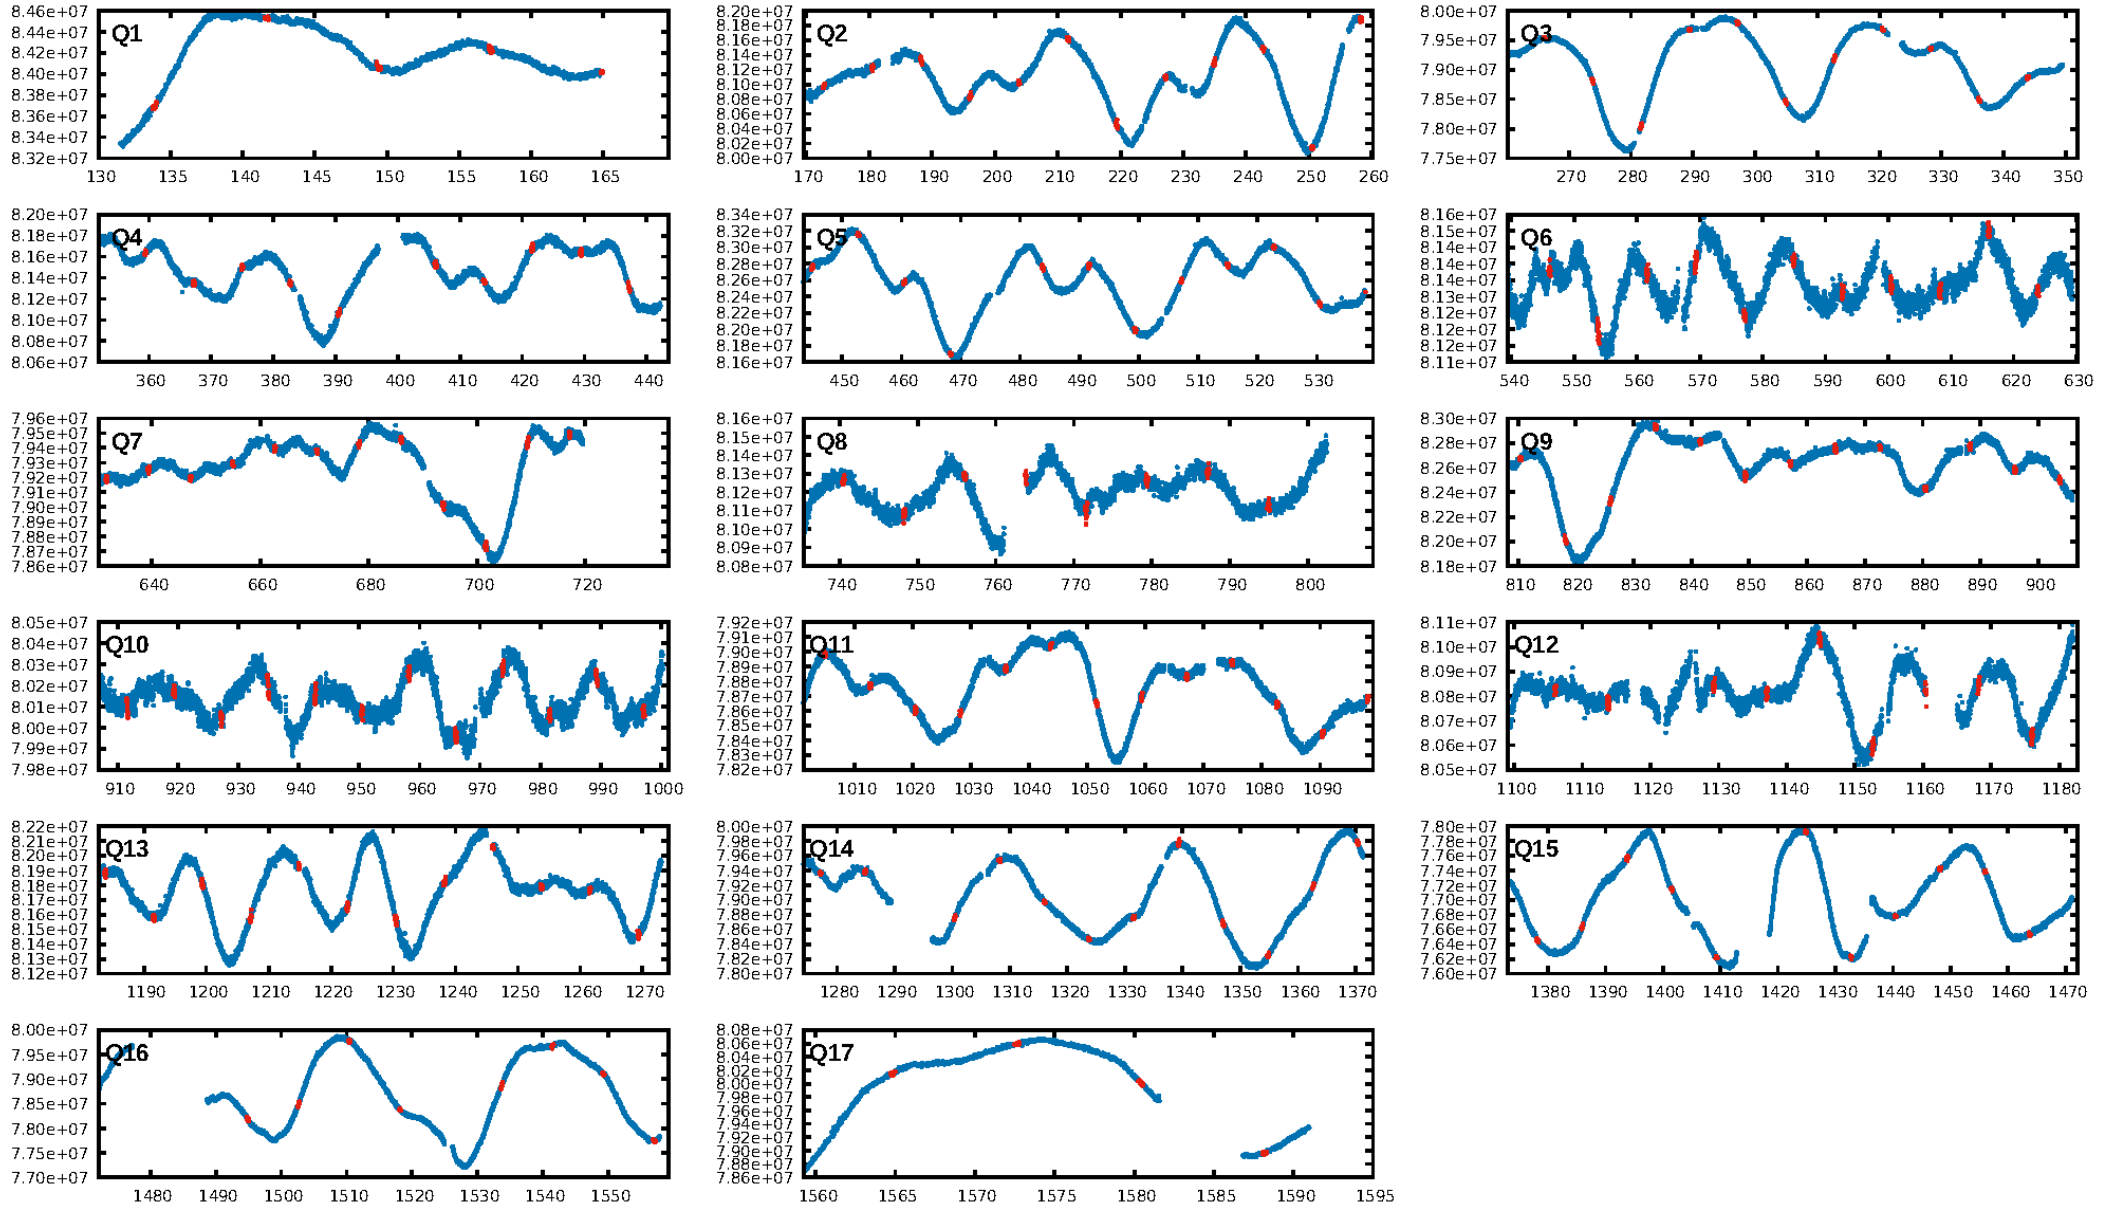 Q1
8.46e+07
8.44e+07
8.42e+07
8.40e+07
8.38e+07
8.36e+07
8.34e+07
8.32e+07
130 135 140 145 150 155 160 165
Q2
8.20e+07
8.18e+07
8.16e+07
8.14e+07
8.12e+07
8.10e+07
8.08e+07
8.06e+07
8.04e+07
8.02e+07
8.00e+07
170 180 190 200 210 220 230 240 250 260
Q3
8.00e+07
7.95e+07
7.90e+07
7.85e+07
7.80e+07
7.75e+07
270 280 290 300 310 320 330 340 350
Q4
8.20e+07
8.18e+07
8.16e+07
8.14e+07
8.12e+07
8.10e+07
8.08e+07
8.06e+07
360 370 380 390 400 410 420 430 440
Q5
8.34e+07
8.32e+07
8.30e+07
8.28e+07
8.26e+07
8.24e+07
8.22e+07
8.20e+07
8.18e+07
8.16e+07
450 460 470 480 490 500 510 520 530
Q6
8.16e+07
8.15e+07
8.14e+07
8.14e+07
8.14e+07
8.13e+07
8.12e+07
8.12e+07
8.12e+07
8.11e+07
540 550 560 570 580 590 600 610 620 630
Q7
7.96e+07
7.95e+07
7.94e+07
7.93e+07
7.92e+07
7.91e+07
7.90e+07
7.89e+07
7.88e+07
7.87e+07
7.86e+07
640 660 680 700 720
Q8
8.16e+07
8.15e+07
8.14e+07
8.13e+07
8.12e+07
8.11e+07
8.10e+07
8.09e+07
8.08e+07
740 750 760 770 780 790 800
Q9
8.30e+07
8.28e+07
8.26e+07
8.24e+07
8.22e+07
8.20e+07
8.18e+07
810 820 830 840 850 860 870 880 890 900
Q10
8.05e+07
8.04e+07
8.03e+07
8.02e+07
8.01e+07
8.00e+07
7.99e+07
7.98e+07
910 920 930 940 950 960 970 980 990 1000
Q11
7.92e+07
7.91e+07
7.90e+07
7.89e+07
7.88e+07
7.87e+07
7.86e+07
7.85e+07
7.84e+07
7.83e+07
7.82e+07
1010 1020 1030 1040 1050 1060 1070 1080 1090
Q12
8.11e+07
8.10e+07
8.09e+07
8.08e+07
8.07e+07
8.06e+07
8.05e+07
1100 1110 1120 1130 1140 1150 1160 1170 1180
Q13
8.22e+07
8.21e+07
8.20e+07
8.19e+07
8.18e+07
8.17e+07
8.16e+07
8.15e+07
8.14e+07
8.13e+07
8.12e+07
1190 1200 1210 1220 1230 1240 1250 1260 1270
Q14
8.00e+07
7.98e+07
7.96e+07
7.94e+07
7.92e+07
7.90e+07
7.88e+07
7.86e+07
7.84e+07
7.82e+07
7.80e+07
1280 1290 1300 1310 1320 1330 1340 1350 1360 1370
Q15
7.80e+07
7.78e+07
7.76e+07
7.74e+07
7.72e+07
7.70e+07
7.68e+07
7.66e+07
7.64e+07
7.62e+07
7.60e+07
1380 1390 1400 1410 1420 1430 1440 1450 1460 1470
Q16
8.00e+07
7.95e+07
7.90e+07
7.85e+07
7.80e+07
7.75e+07
7.70e+07
1480 1490 1500 1510 1520 1530 1540 1550
Q17
8.08e+07
8.06e+07
8.04e+07
8.02e+07
8.00e+07
7.98e+07
7.96e+07
7.94e+07
7.92e+07
7.90e+07
7.88e+07
7.86e+07
1560 1565 1570 1575 1580 1585 1590 1595